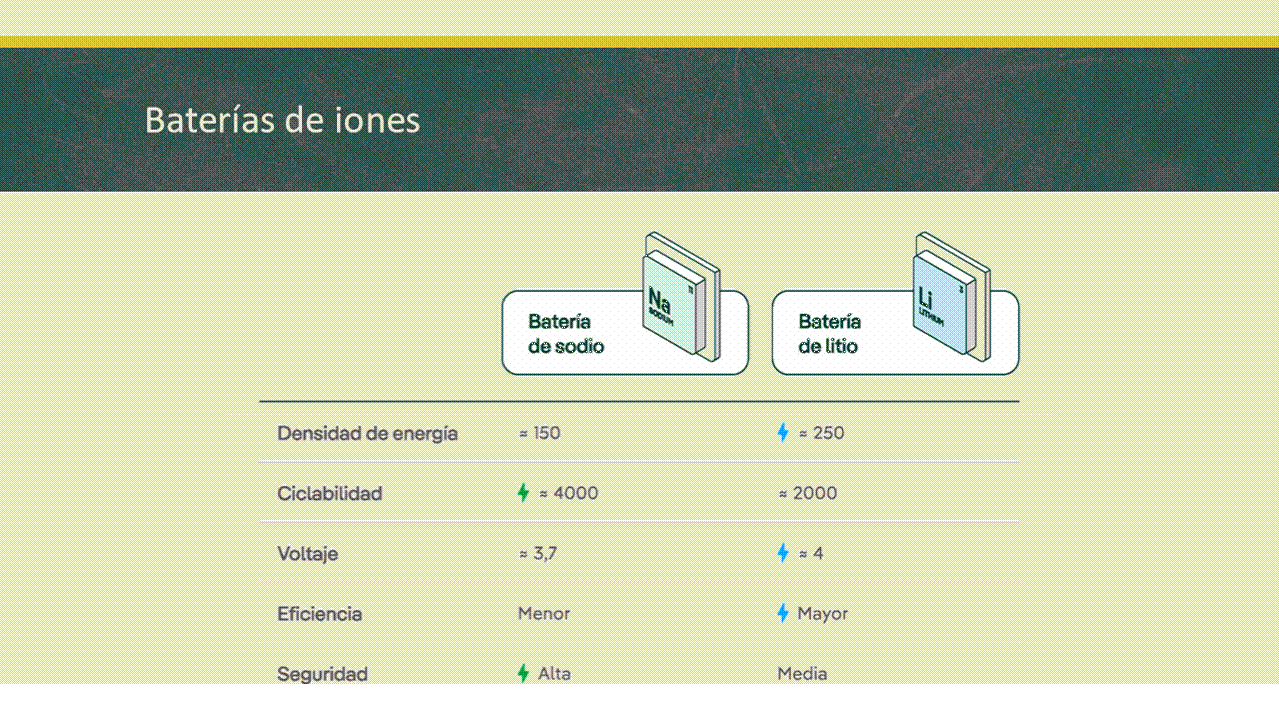 Baterías de iones
Na 11
SODIUM
Batería
de sodio
Li 3
LITHIUM
Batería
de litio
Densidad de energía ≈ 150 ≈ 250
Ciclabilidad ≈ 4000 ≈ 2000
Voltaje ≈ 3,7 ≈ 4
Eficiencia Menor Mayor
Seguridad Alta Media